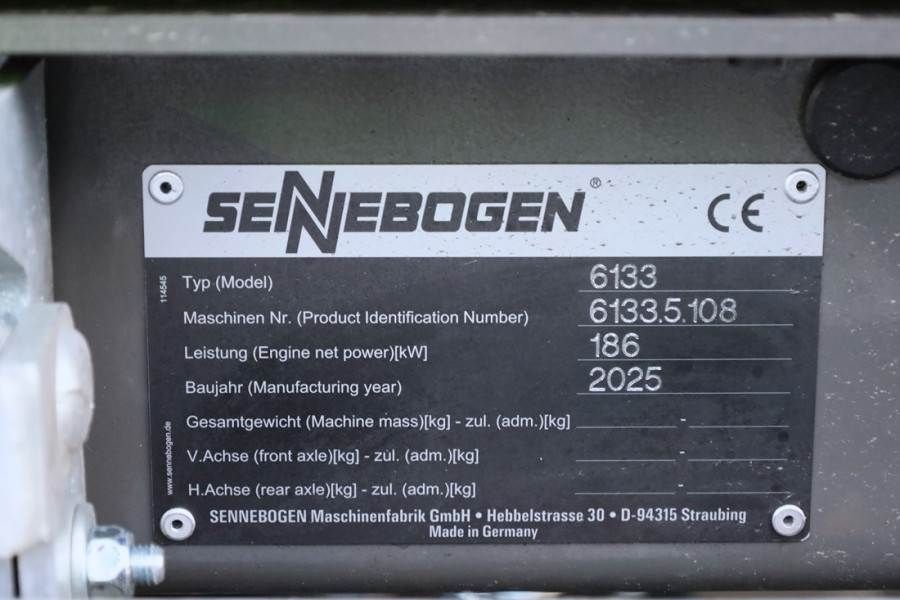 SENNEBOGEN®
CE
Typ (Model) 6133
Maschinen Nr. (Product Identification Number) 6133.5.108
Leistung (Engine net power)[kW] 186
Baujahr (Manufacturing year) 2025
Gesamtgewicht (Machine mass)[kg] - zul. (adm.)[kg] -
V.Achse (front axle)[kg] - zul. (adm.)[kg] -
H.Achse (rear axle)[kg] - zul. (adm.)[kg] -
SENNEBOGEN Maschinenfabrik GmbH • Hebbelstrasse 30 • D-94315 Straubing
Made in Germany
114545
www.sennebogen.de